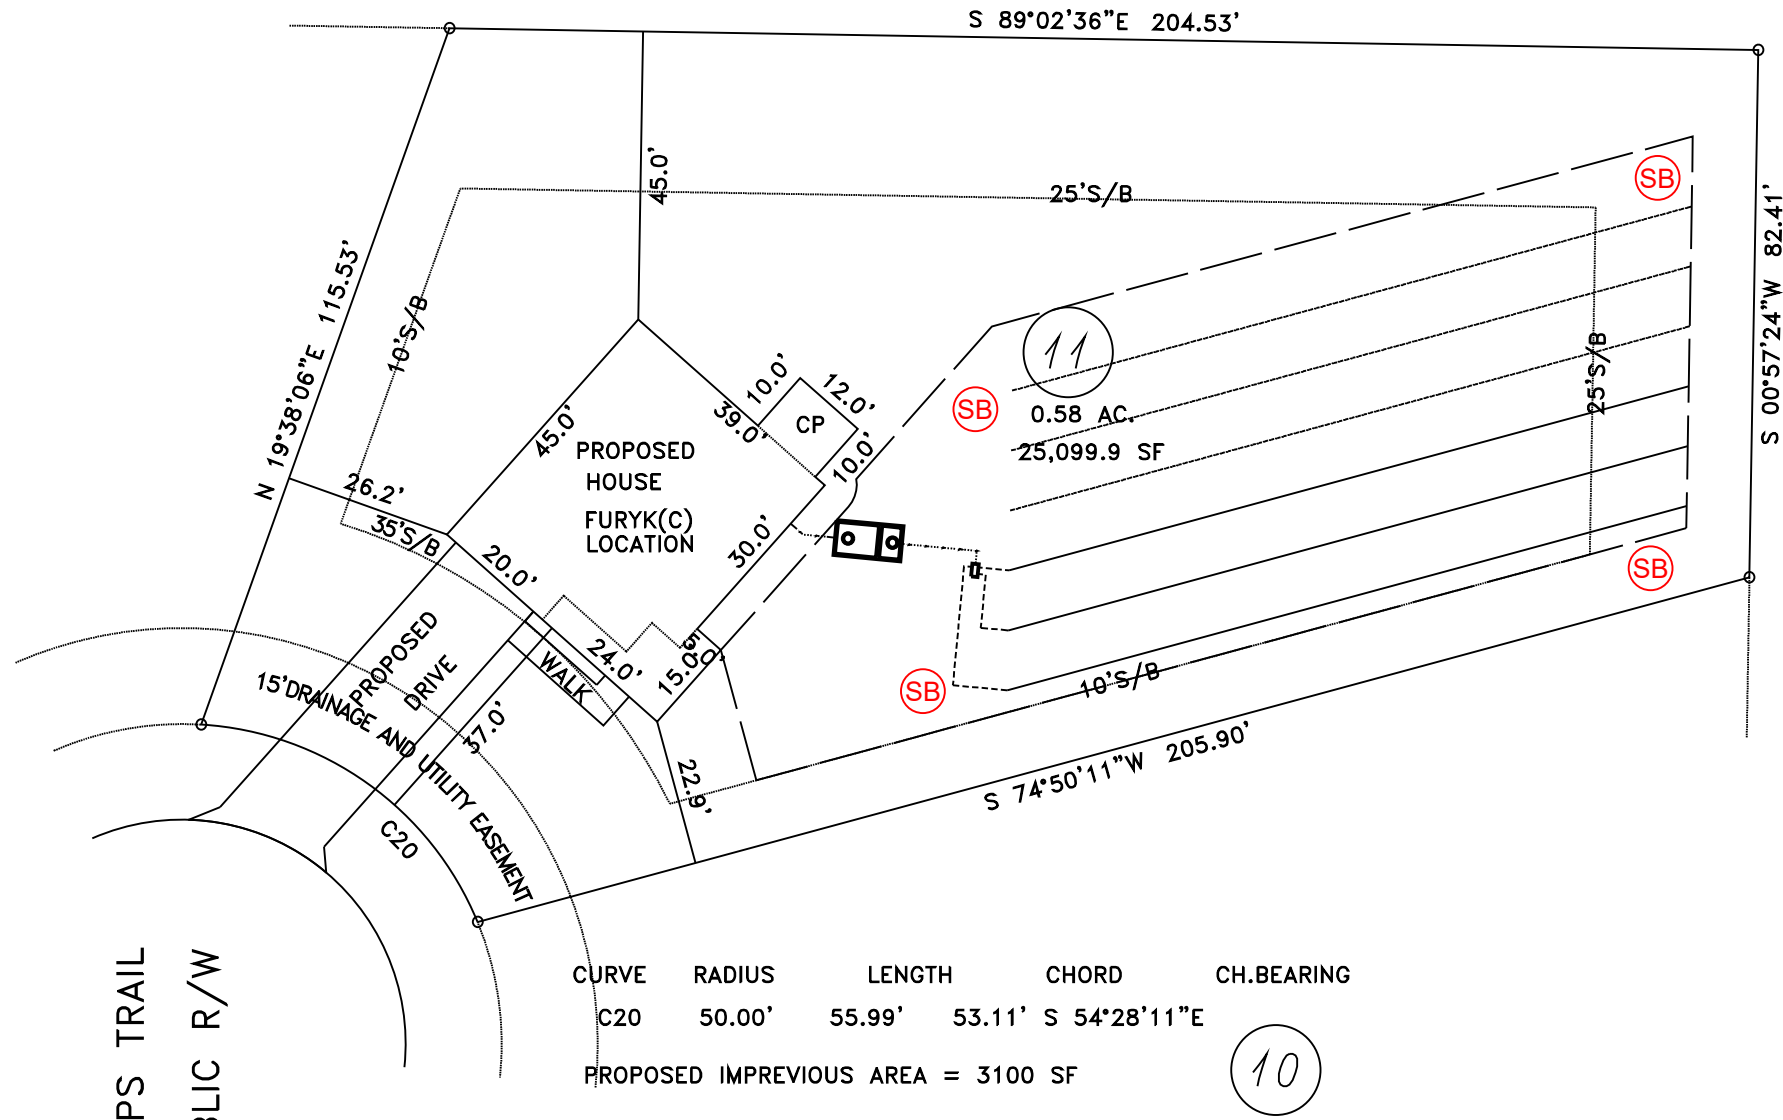 S 89°02'36"E 204.53'
45.0'
25'S/B
SB
S 00°57'24"W 82.41'
N 19°38'06"E 115.53'
10'S/B
25'S/B
11
0.58 AC.
25,099.9 SF
SB
10.0'
12.0'
CP
39.0'
10.0'
45.0'
PROPOSED
HOUSE
FURYK(C)
LOCATION
26.2'
35'S/B
20.0'
30.0'
SB
PROPOSED
DRIVE
WALK
24.0'
5.0'
15.0'
SB
10'S/B
15'DRAINAGE AND UTILITY EASEMENT
37.0'
22.9'
S 74°50'11"W 205.90'
C20
CURVE RADIUS LENGTH CHORD CH.BEARING
C20 50.00' 55.99' 53.11' S 54°28'11"E
PROPOSED IMPREVIOUS AREA = 3100 SF
10
PS TRAIL
BLIC R/W